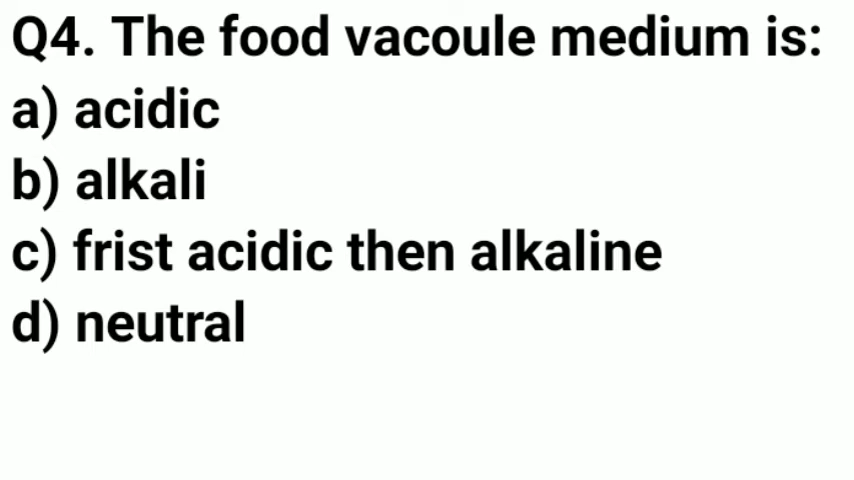 Q4. The food vacoule medium is:
a) acidic
b) alkali
c) frist acidic then alkaline
d) neutral